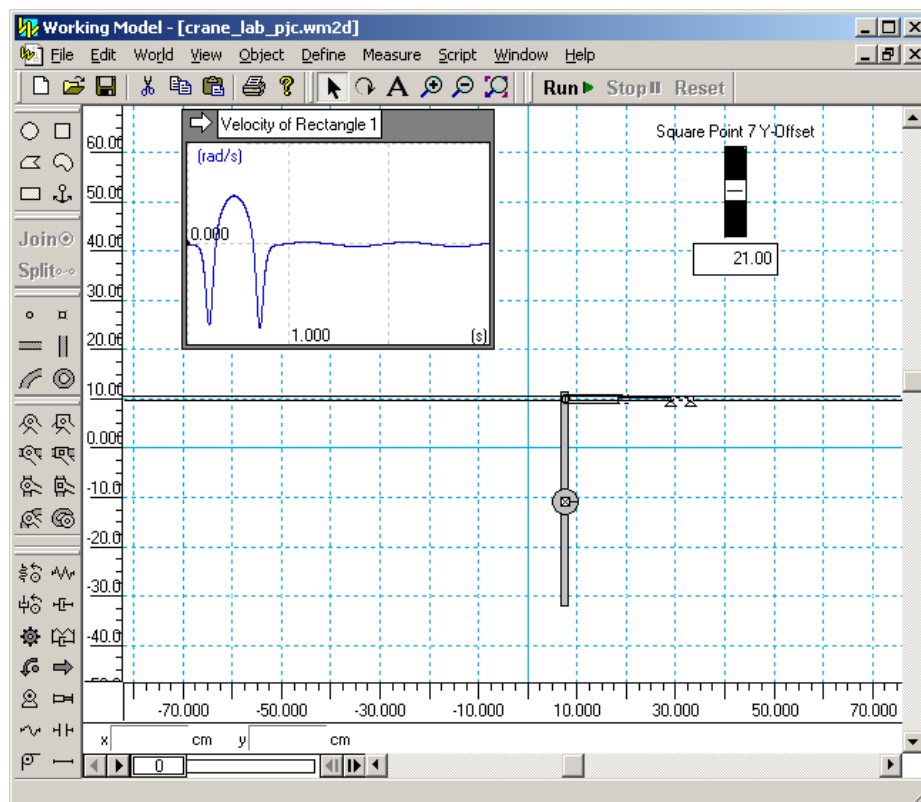 Working Model - [crane_lab_pjc.wm2d]
File Edit World View Object Define Measure Script Window Help
Run Stop Reset
Join
Split
Velocity of Rectangle 1
(rad/s)
0.000
1.000 (s)
Square Point 7 Y-Offset
21.00
60.00
50.00
40.00
30.00
20.00
10.00
0.000
-10.0
-20.0
-30.0
-40.0
-70.000 -50.000 -30.000 -10.000 10.000 30.000 50.000 70.000
x cm y cm
0